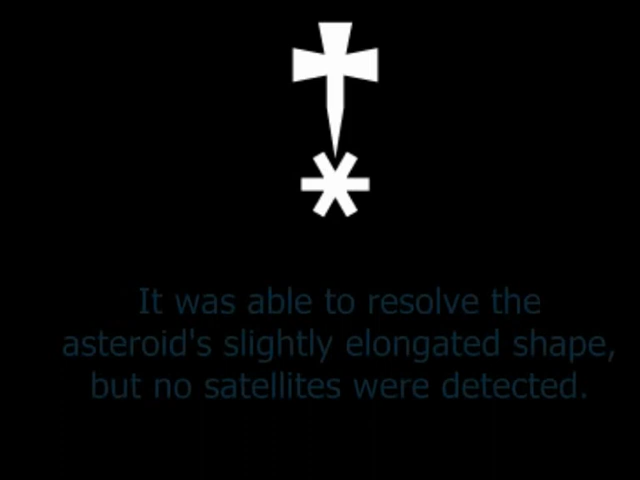 It was able to resolve the
asteroid's slightly elongated shape,
but no satellites were detected.